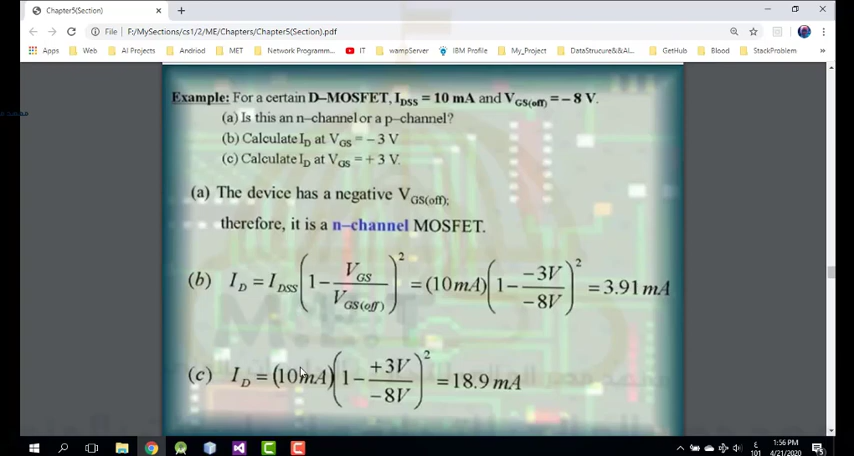 Chapter5(Section).pdf
File | F:/MySections/cs1/2/ME/Chapters/Chapter5(Section).pdf
Apps Web AI Projects Andriod MET Network Programm... IT wampServer IBM Profile My_Project DataStrucure&&Al... GetHub Blood StackProblem
Example: For a certain D–MOSFET, IDSS = 10 mA and VGS(off) = – 8 V.
(a) Is this an n–channel or a p–channel?
(b) Calculate ID at VGS = – 3 V
(c) Calculate ID at VGS = + 3 V.
(a) The device has a negative VGS(off);
therefore, it is a n–channel MOSFET.
(b) ID = IDSS (1 − VGS / VGS(off))² = (10mA)(1 − −3V / −8V)² = 3.91 mA
(c) ID = (10mA)(1 − +3V / −8V)² = 18.9 mA
M.E.T
1:56 PM
4/21/2020